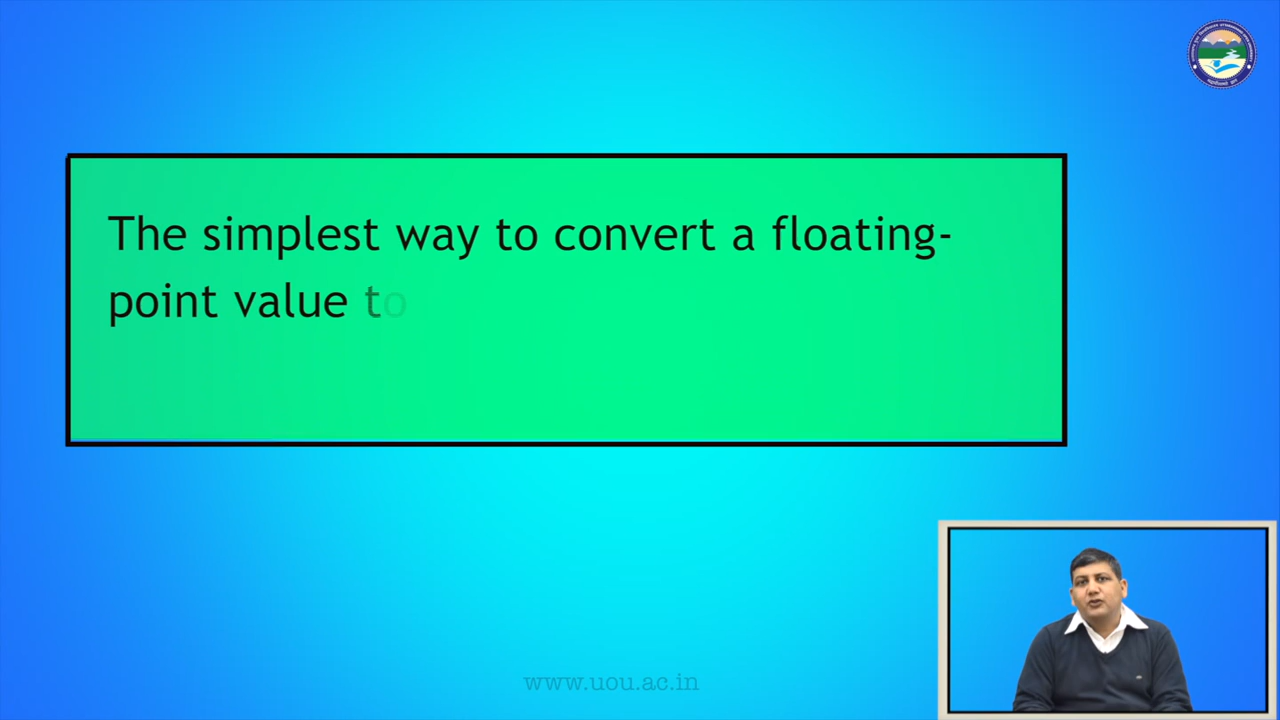 The simplest way to convert a floating-
point value to
www.uou.ac.in